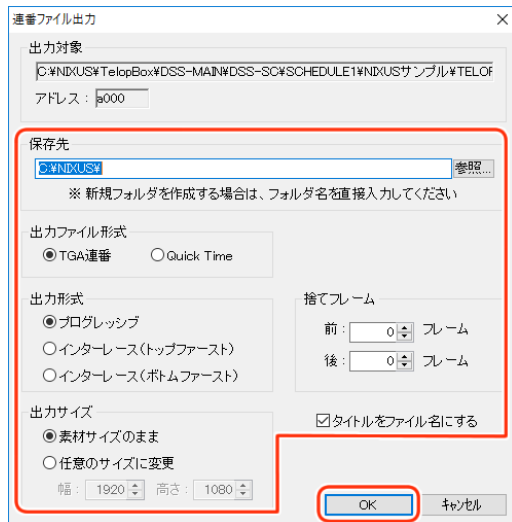 連番ファイル出力
出力対象
C:¥NIXUS¥TelopBox¥DSS-MAIN¥DSS-SC¥SCHEDULE1¥NIXUSサンプル¥TELOF
アドレス： a000
保存先
C:¥NIXUS¥ 参照...
※ 新規フォルダを作成する場合は、フォルダ名を直接入力してください
出力ファイル形式
TGA連番 Quick Time
出力形式
プログレッシブ
インターレース(トップファースト)
インターレース(ボトムファースト)
捨てフレーム
前： 0 フレーム
後： 0 フレーム
出力サイズ
素材サイズのまま
任意のサイズに変更
幅： 1920 高さ： 1080
タイトルをファイル名にする
OK キャンセル